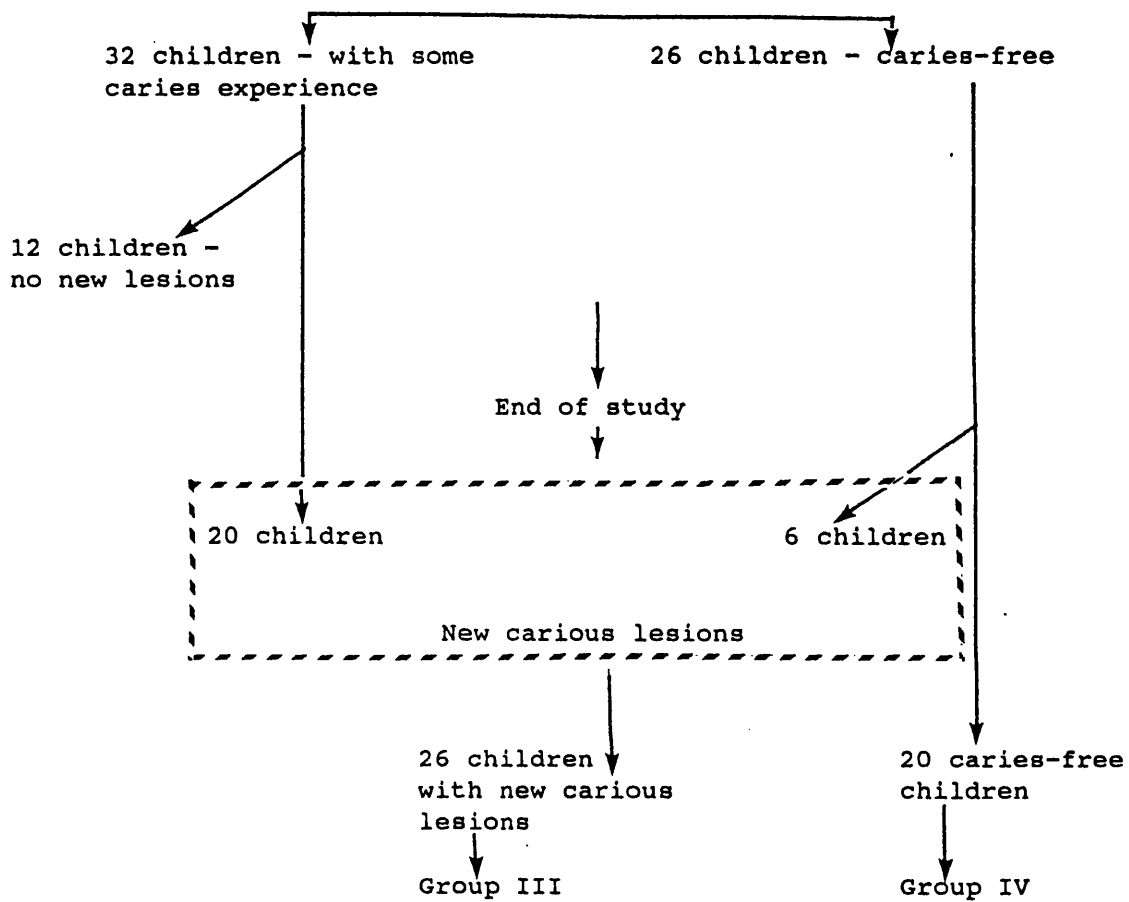 32 children - with some
caries experience
26 children - caries-free
12 children -
no new lesions
End of study
20 children
6 children
New carious lesions
26 children
with new carious
lesions
20 caries-free
children
Group III
Group IV